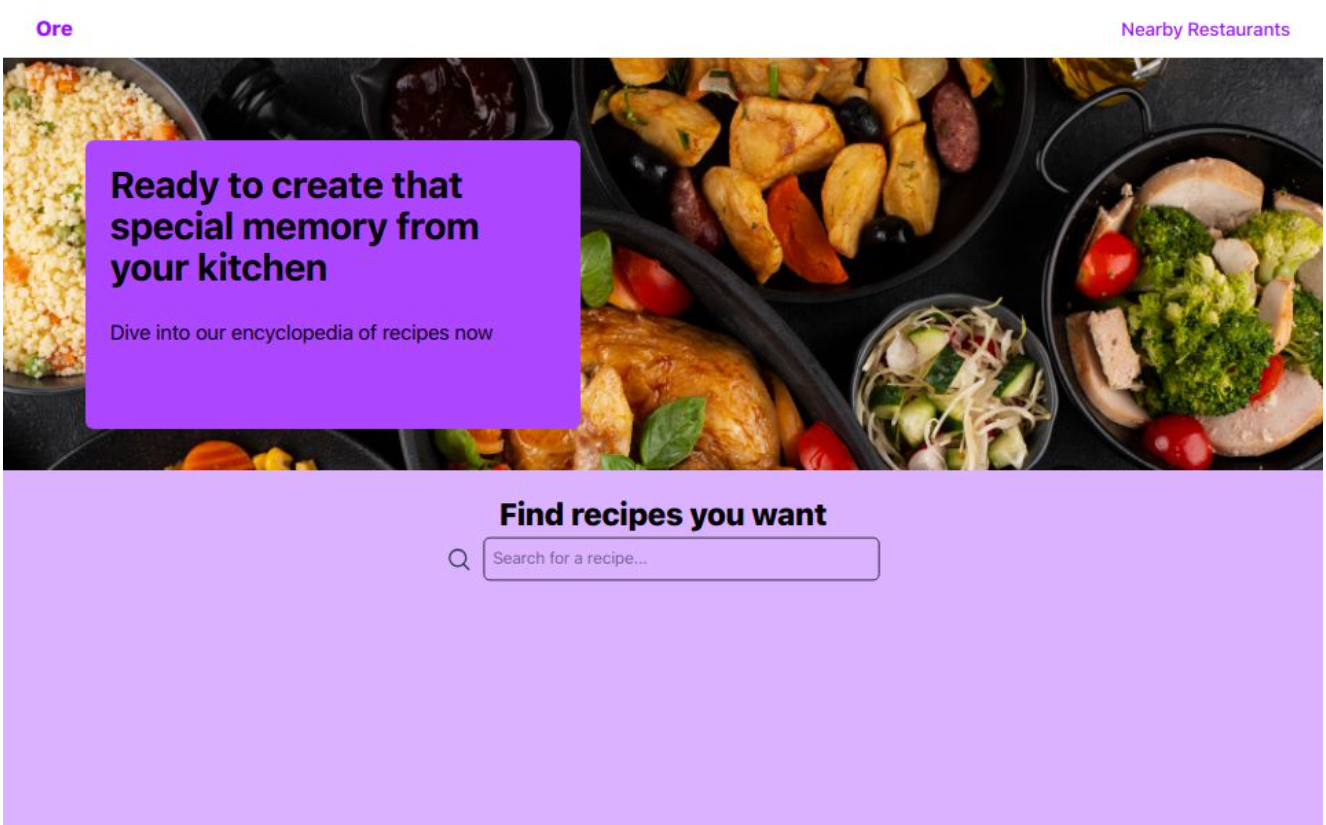 Ore
Nearby Restaurants
Ready to create that
special memory from
your kitchen
Dive into our encyclopedia of recipes now
Find recipes you want
Search for a recipe...